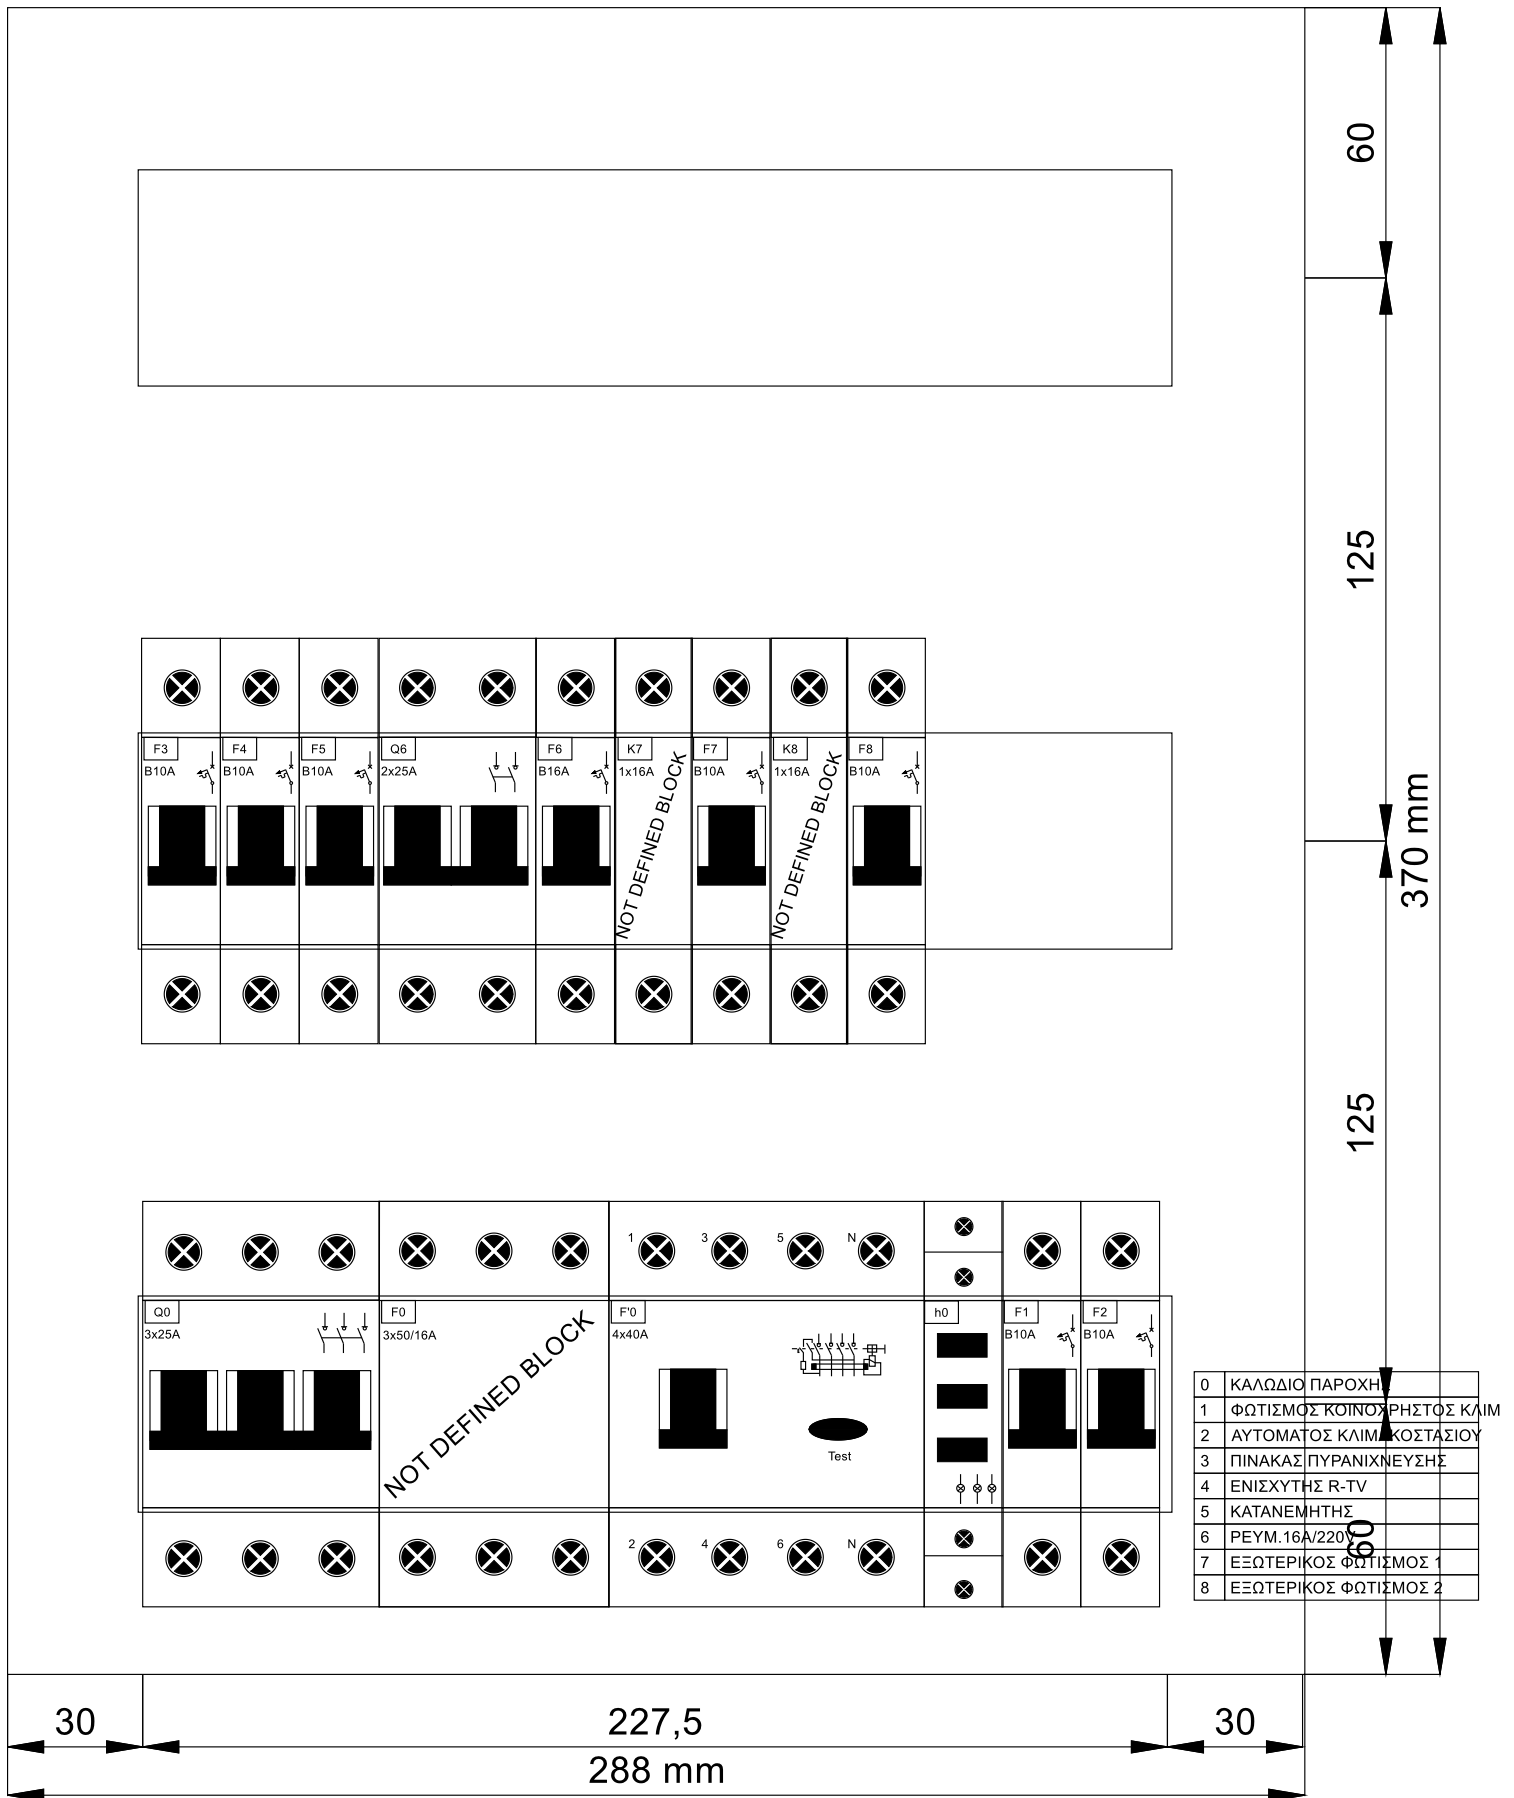 60
125
370 mm
F3
B10A
F4
B10A
F5
B10A
Q6
2x25A
F6
B16A
K7
1x16A
NOT DEFINED BLOCK
F7
B10A
K8
1x16A
NOT DEFINED BLOCK
F8
B10A
125
1 3 5 N
Q0
3x25A
F0
3x50/16A
NOT DEFINED BLOCK
F'0
4x40A
Test
h0
F1
B10A
F2
B10A
2 4 6 N
0 ΚΑΛΩΔΙΟ ΠΑΡΟΧΗΣ
1 ΦΩΤΙΣΜΟΣ ΚΟΙΝΟΧΡΗΣΤΟΣ ΚΛΙΜ
2 ΑΥΤΟΜΑΤΟΣ ΚΛΙΜΑΚΟΣΤΑΣΙΟΥ
3 ΠΙΝΑΚΑΣ ΠΥΡΑΝΙΧΝΕΥΣΗΣ
4 ΕΝΙΣΧΥΤΗΣ R-TV
5 ΚΑΤΑΝΕΜΗΤΗΣ
6 ΡΕΥΜ.16Α/220V
7 ΕΞΩΤΕΡΙΚΟΣ ΦΩΤΙΣΜΟΣ 1
8 ΕΞΩΤΕΡΙΚΟΣ ΦΩΤΙΣΜΟΣ 2
60
30 227,5 30
288 mm